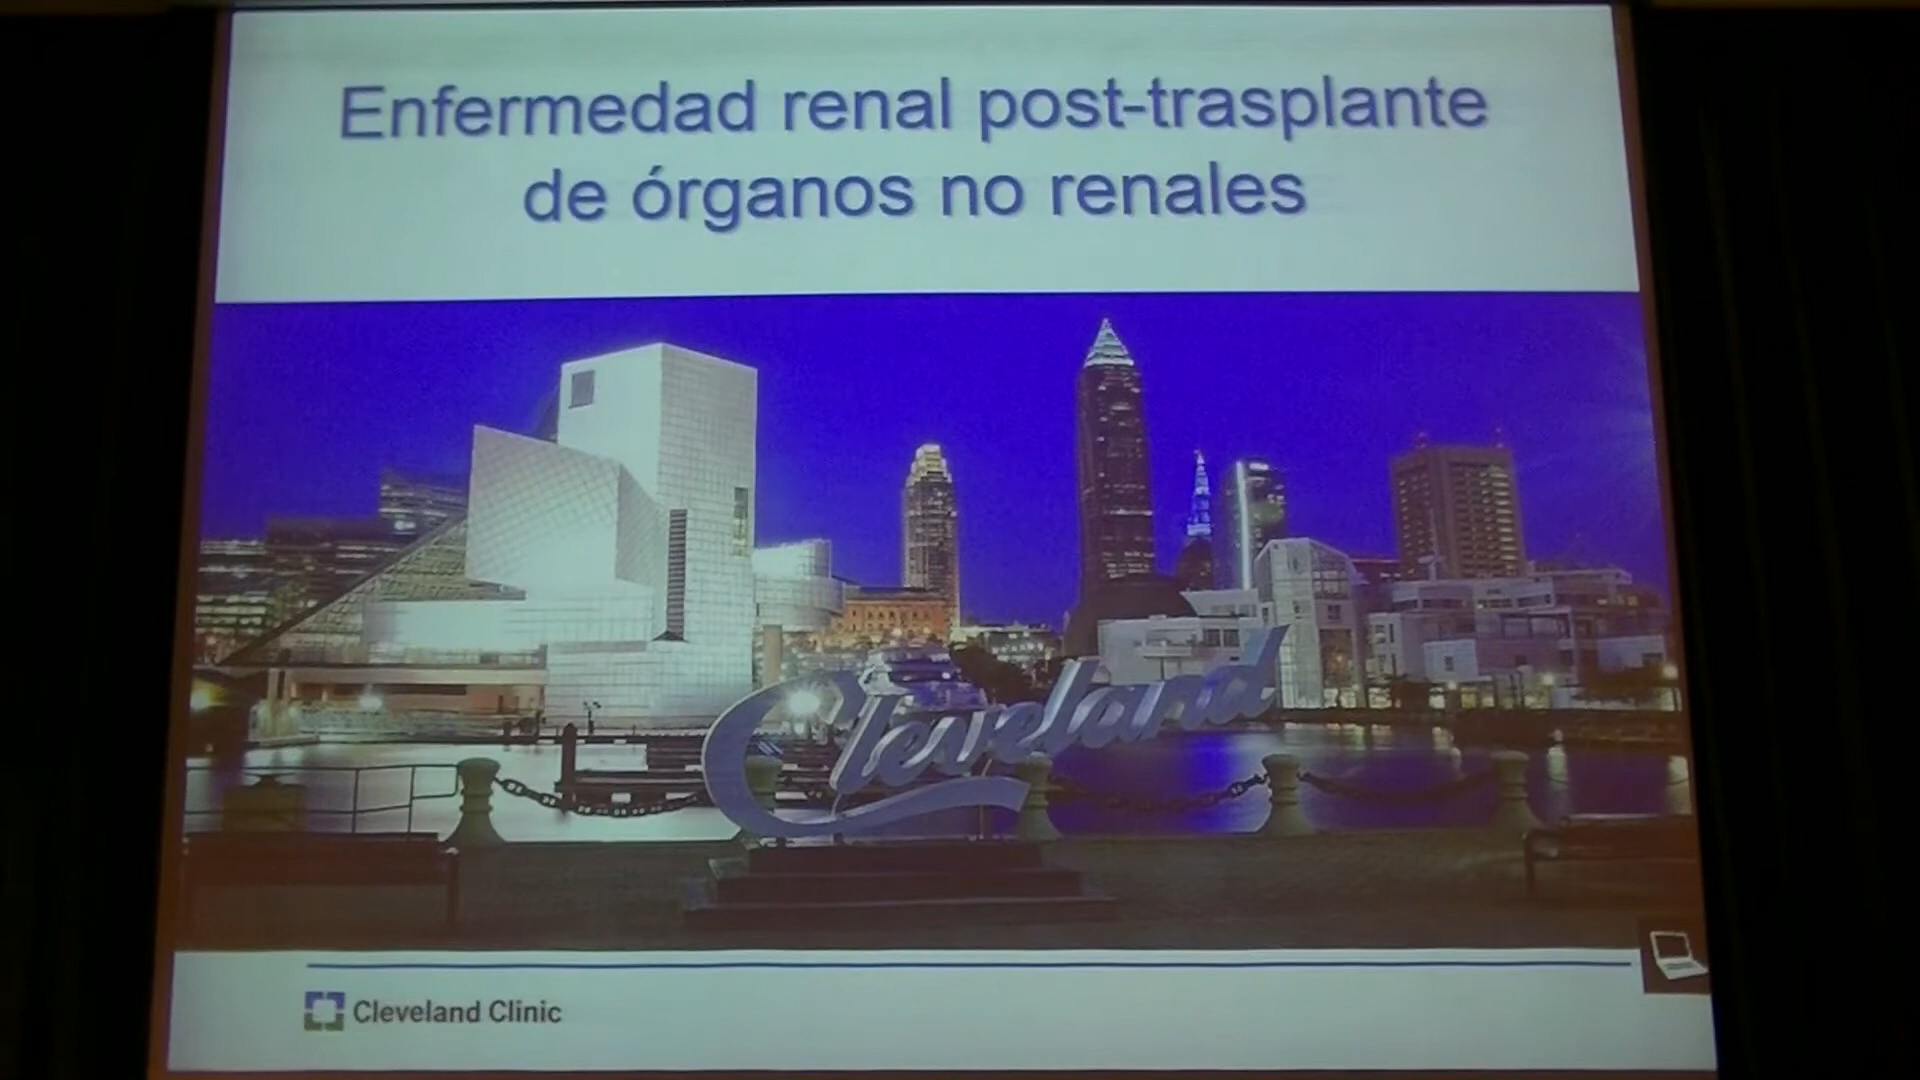 Enfermedad renal post-trasplante
de órganos no renales
Cleveland
Cleveland Clinic